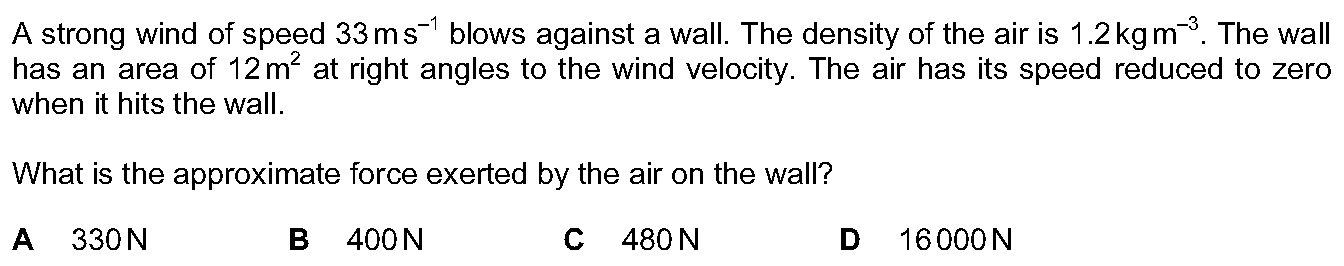 A strong wind of speed 33 m s⁻¹ blows against a wall. The density of the air is 1.2 kg m⁻³. The wall
has an area of 12 m² at right angles to the wind velocity. The air has its speed reduced to zero
when it hits the wall.
What is the approximate force exerted by the air on the wall?
A 330 N B 400 N C 480 N D 16 000 N